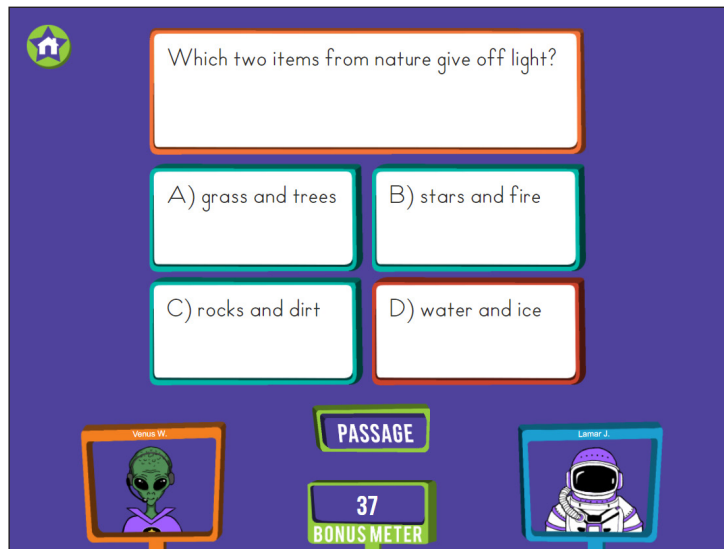 Which two items from nature give off light?
A) grass and trees
B) stars and fire
C) rocks and dirt
D) water and ice
PASSAGE
Venus W.
Lamar J.
37
BONUS METER